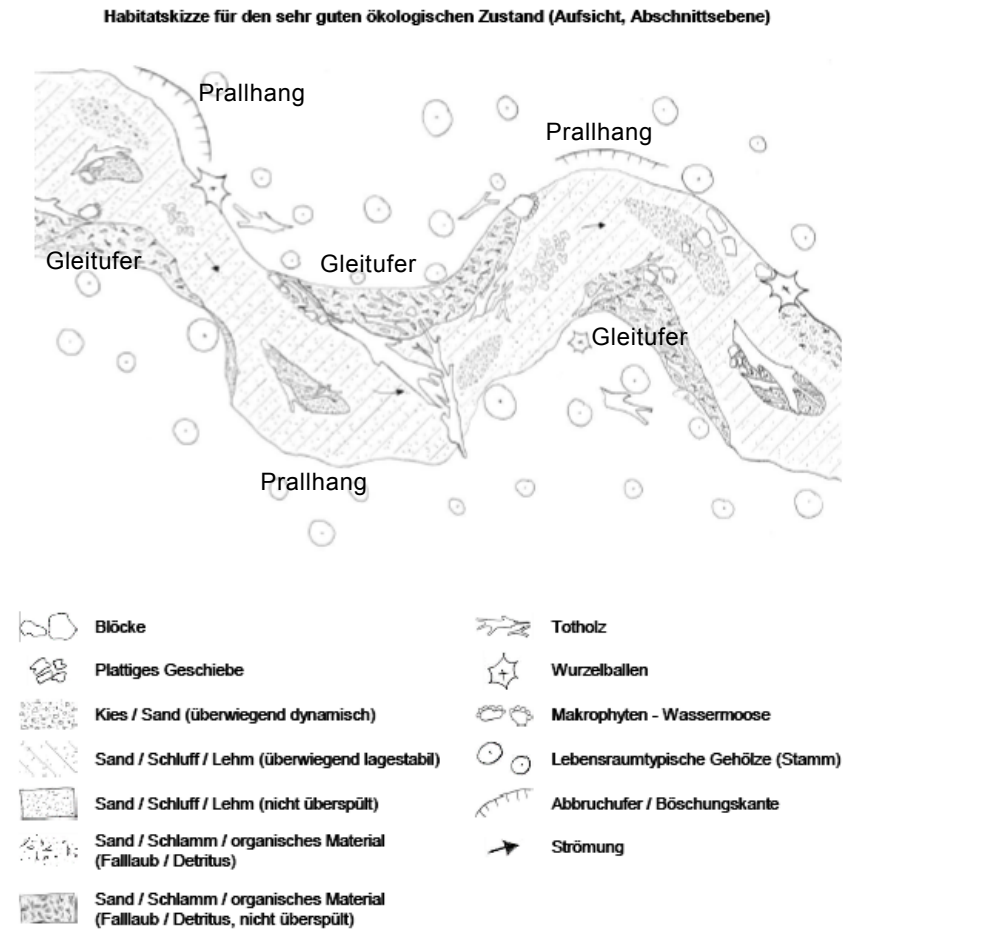 Habitatskizze für den sehr guten ökologischen Zustand (Aufsicht, Abschnittsebene)
Prallhang
Prallhang
Gleitufer
Gleitufer
Gleitufer
Prallhang
Blöcke
Plattiges Geschiebe
Kies / Sand (überwiegend dynamisch)
Sand / Schluff / Lehm (überwiegend lagestabil)
Sand / Schluff / Lehm (nicht überspült)
Sand / Schlamm / organisches Material
(Falllaub / Detritus)
Sand / Schlamm / organisches Material
(Falllaub / Detritus, nicht überspült)
Totholz
Wurzelballen
Makrophyten - Wassermoose
Lebensraumtypische Gehölze (Stamm)
Abbruchufer / Böschungskante
Strömung